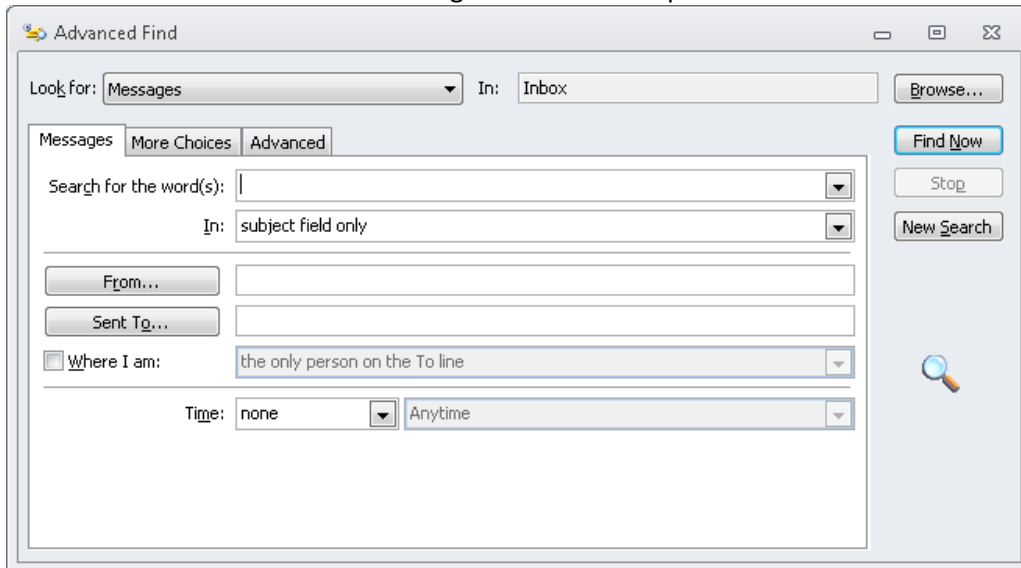 Advanced Find
Look for: Messages In: Inbox Browse...
Messages More Choices Advanced Find Now
Search for the word(s): Stop
In: subject field only New Search
From...
Sent To...
Where I am: the only person on the To line
Time: none Anytime